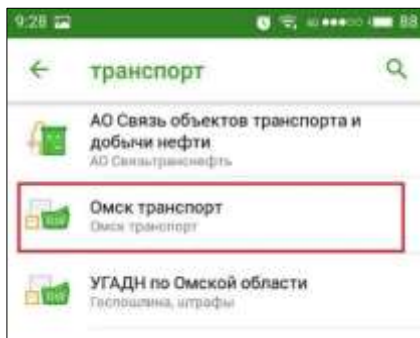 9:28 88
транспорт
АО Связь объектов транспорта и
добычи нефти
АО Связьтранснефть
Омск транспорт
Омск транспорт
УГАДН по Омской области
Госпошлина, штрафы